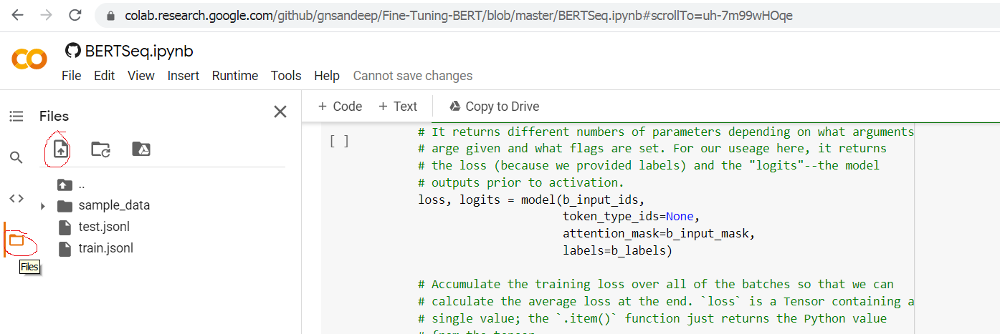 colab.research.google.com/github/gnsandeep/Fine-Tuning-BERT/blob/master/BERTSeq.ipynb#scrollTo=uh-7m99wHOqe
BERTSeq.ipynb
File Edit View Insert Runtime Tools Help Cannot save changes
Files
+ Code + Text Copy to Drive
..
sample_data
test.jsonl
train.jsonl
Files
[ ]
# It returns different numbers of parameters depending on what arguments
# arge given and what flags are set. For our useage here, it returns
# the loss (because we provided labels) and the "logits"--the model
# outputs prior to activation.
loss, logits = model(b_input_ids,
token_type_ids=None,
attention_mask=b_input_mask,
labels=b_labels)
# Accumulate the training loss over all of the batches so that we can
# calculate the average loss at the end. `loss` is a Tensor containing a
# single value; the `.item()` function just returns the Python value
# from the tensor.